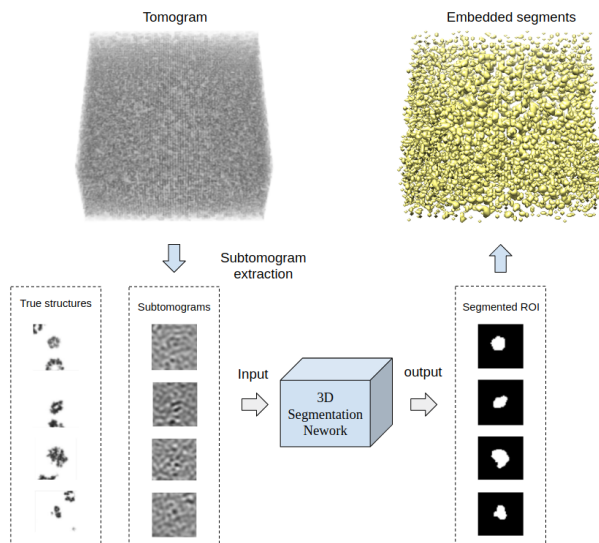 Tomogram
Embedded segments
Subtomogram
extraction
True structures
Subtomograms
Segmented ROI
Input
3D
Segmentation
Nework
output